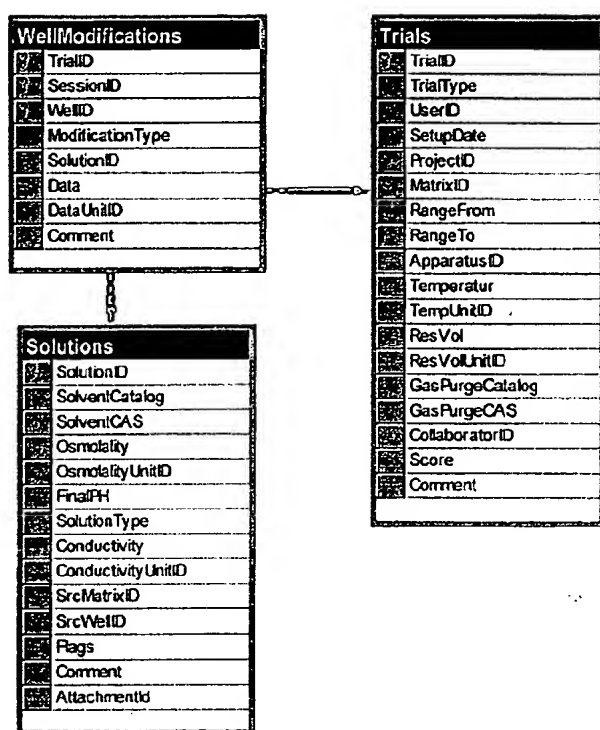 WellModifications
TrialID
SessionID
WellID
ModificationType
SolutionID
Data
DataUnitID
Comment
Trials
TrialID
TrialType
UserID
SetupDate
ProjectID
MatrixID
RangeFrom
RangeTo
ApparatusID
Temperatur
TempUnitID
ResVol
ResVolUnitID
GasPurgeCatalog
GasPurgeCAS
CollaboratorID
Score
Comment
Solutions
SolutionID
SolventCatalog
SolventCAS
Osmolality
OsmolalityUnitID
FinalPH
SolutionType
Conductivity
ConductivityUnitID
SrcMatrixID
SrcWellID
Flags
Comment
AttachmentId